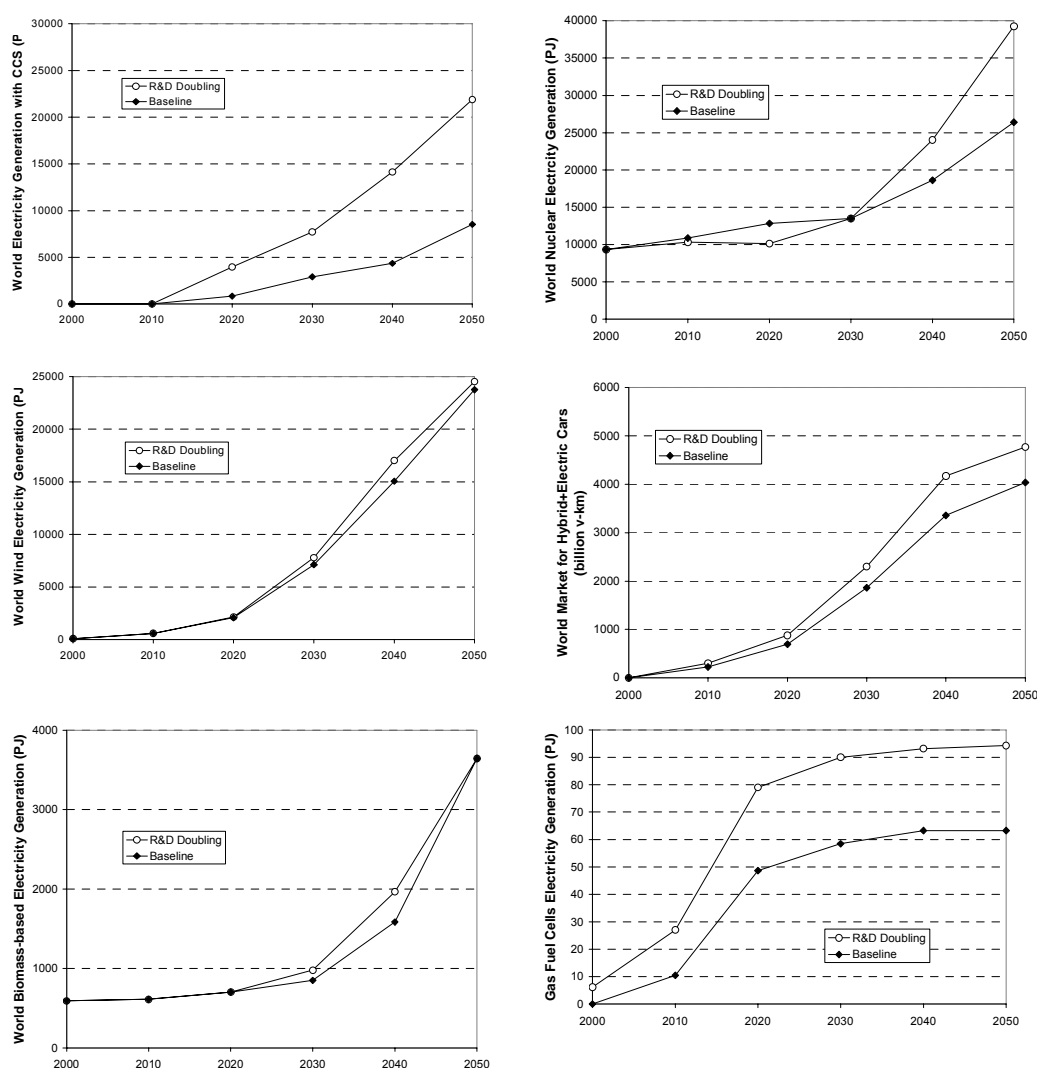 World Electricity Generation with CCS (P
30000
25000
20000
15000
10000
5000
0
2000 2010 2020 2030 2040 2050
R&D Doubling
Baseline
World Nuclear Electrcity Generation (PJ)
40000
35000
30000
25000
20000
15000
10000
5000
0
2000 2010 2020 2030 2040 2050
R&D Doubling
Baseline
World Wind Electricity Generation (PJ
25000
20000
15000
10000
5000
0
2000 2010 2020 2030 2040 2050
R&D Doubling
Baseline
World Market for Hybrid+Electric Cars
(billion v-km)
6000
5000
4000
3000
2000
1000
0
2000 2010 2020 2030 2040 2050
R&D Doubling
Baseline
World Biomass-based Electricity Generation (PJ)
4000
3000
2000
1000
0
2000 2010 2020 2030 2040 2050
R&D Doubling
Baseline
Gas Fuel Cells Electricity Generation (PJ)
100
90
80
70
60
50
40
30
20
10
0
2000 2010 2020 2030 2040 2050
R&D Doubling
Baseline